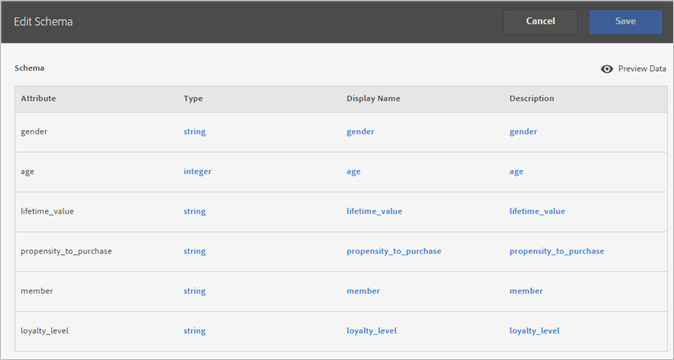 Edit Schema Cancel Save
Schema Preview Data
Attribute Type Display Name Description
gender string gender gender
age integer age age
lifetime_value string lifetime_value lifetime_value
propensity_to_purchase string propensity_to_purchase propensity_to_purchase
member string member member
loyalty_level string loyalty_level loyalty_level